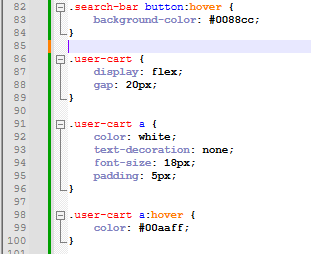 82 .search-bar button:hover {
83 background-color: #0088cc;
84 }
85
86 .user-cart {
87 display: flex;
88 gap: 20px;
89 }
90
91 .user-cart a {
92 color: white;
93 text-decoration: none;
94 font-size: 18px;
95 padding: 5px;
96 }
97
98 .user-cart a:hover {
99 color: #00aaff;
100 }